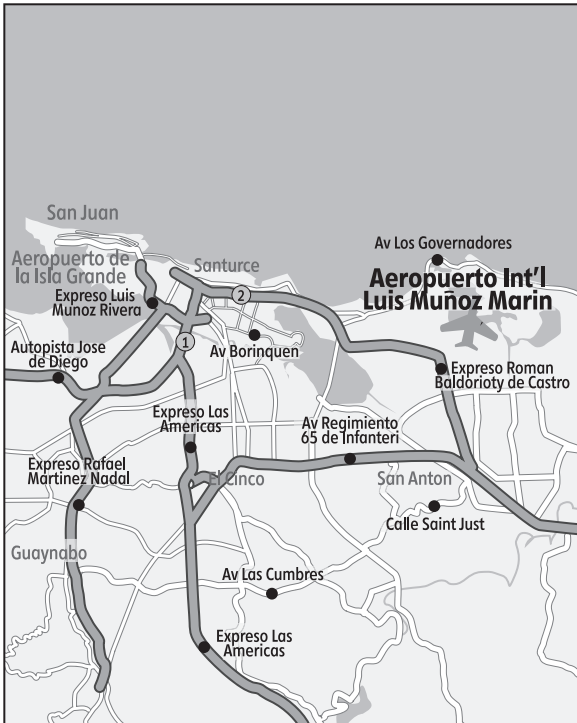 San Juan
Aeropuerto de
la Isla Grande
Santurce
Av Los Governadores
Aeropuerto Int'l
Luis Muñoz Marin
2
Expreso Luis
Munoz Rivera
1
Av Borinquen
Autopista Jose
de Diego
Expreso Roman
Baldorioty de Castro
Expreso Las
Americas
Av Regimiento
65 de Infanteri
Expreso Rafael
Martinez Nadal
El Cinco
San Anton
Calle Saint Just
Guaynabo
Av Las Cumbres
Expreso Las
Americas